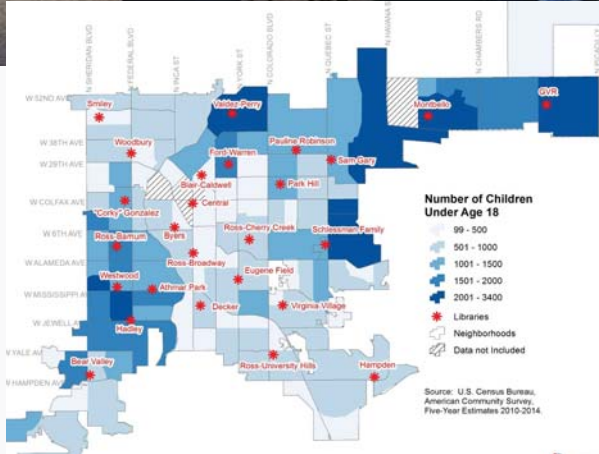 N SHERIDAN BLVD
N FEDERAL BLVD
N INCA ST
YORK ST
N COLORADO BLVD
N QUEBEC ST
N HAVANA S
N CHAMBERS RD
W 52ND AVE
W 38TH AVE
W 29TH AVE
W COLFAX AVE
W 6TH AVE
W ALAMEDA AVE
W MISSISSIPPI AV
W JEWELL A
W YALE AV
W HAMPDEN AVE
Smiley
Valdez-Perry
Montbello
GVR
Woodbury
Ford-Warren
Pauline Robinson
Sam Gary
Blair-Caldwell
Park Hill
Central
"Corky" Gonzalez
Byers
Ross-Cherry Creek
Schlessman Family
Ross-Barnum
Ross-Broadway
Westwood
Athmar Park
Eugene Field
Decker
Virginia Village
Hadley
Bear Valley
Ross-University Hills
Hampden
Number of Children
Under Age 18
99 - 500
501 - 1000
1001 - 1500
1501 - 2000
2001 - 3400
Libraries
Neighborhoods
Data not Included
Source: U.S. Census Bureau,
American Community Survey,
Five-Year Estimates 2010-2014.